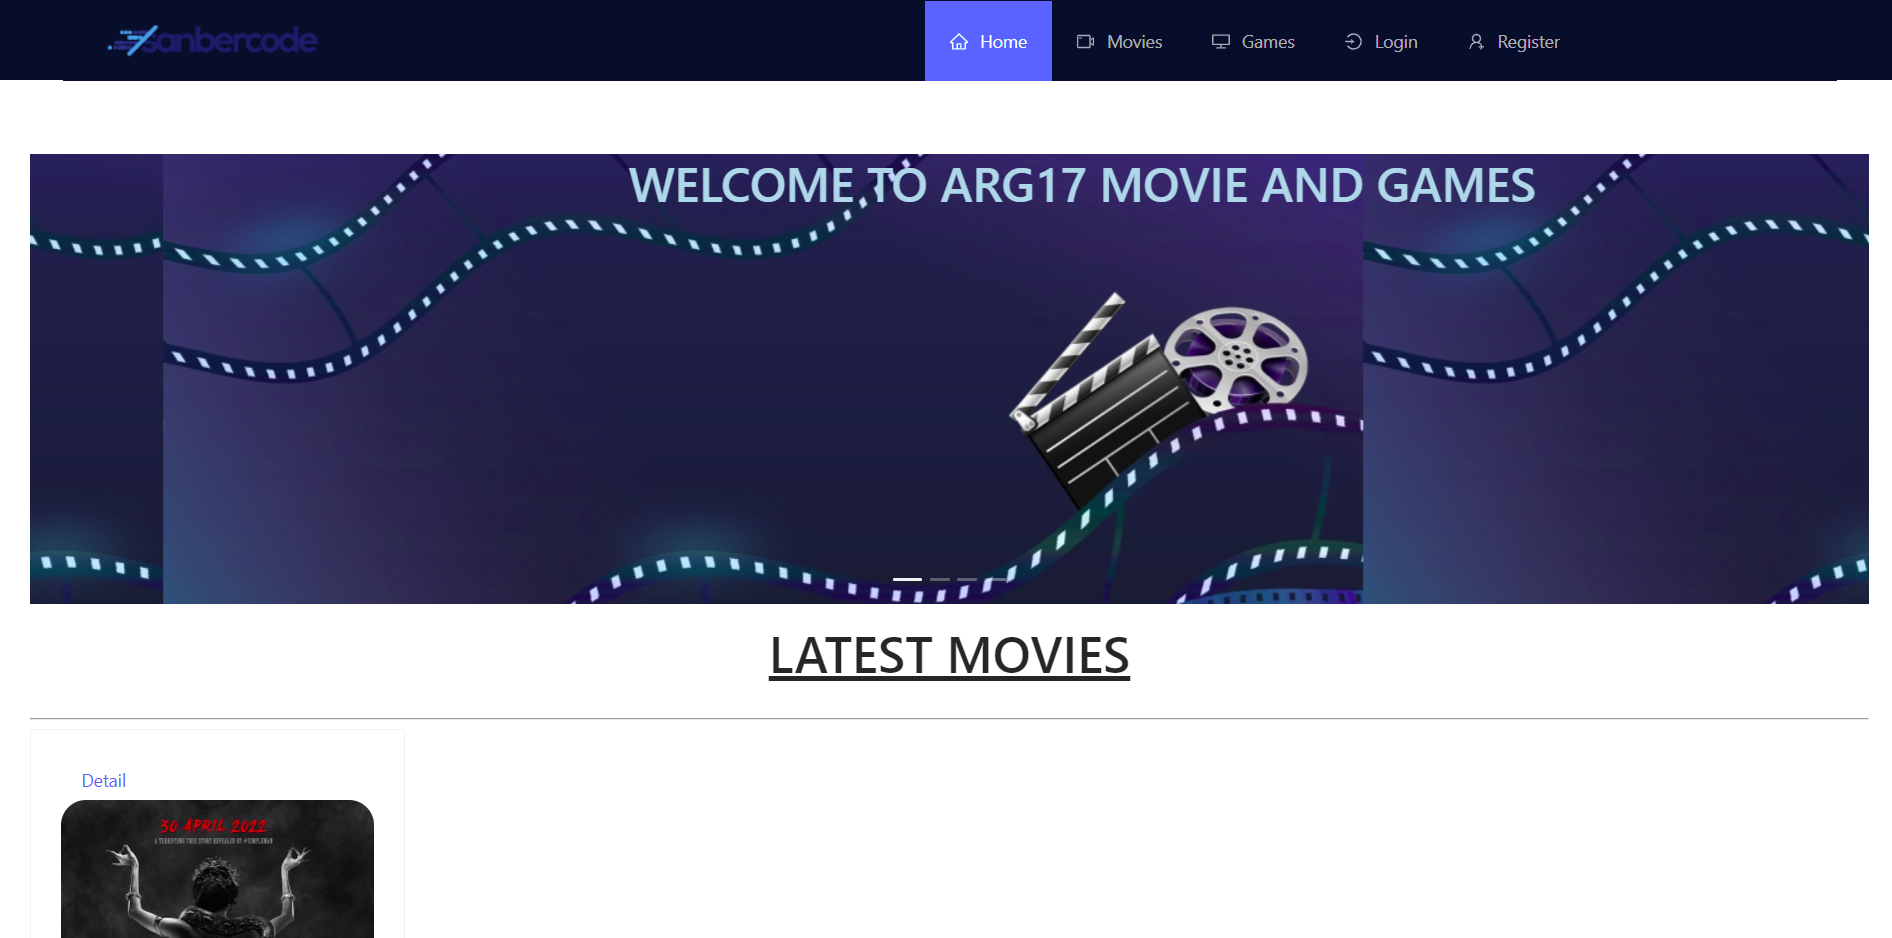 sanbercode
Home
Movies
Games
Login
Register
WELCOME TO ARG17 MOVIE AND GAMES
LATEST MOVIES
Detail
30 APRIL 2022
A TERRIFYING TRUE STORY REVEALED BY #SIMPLEMAN